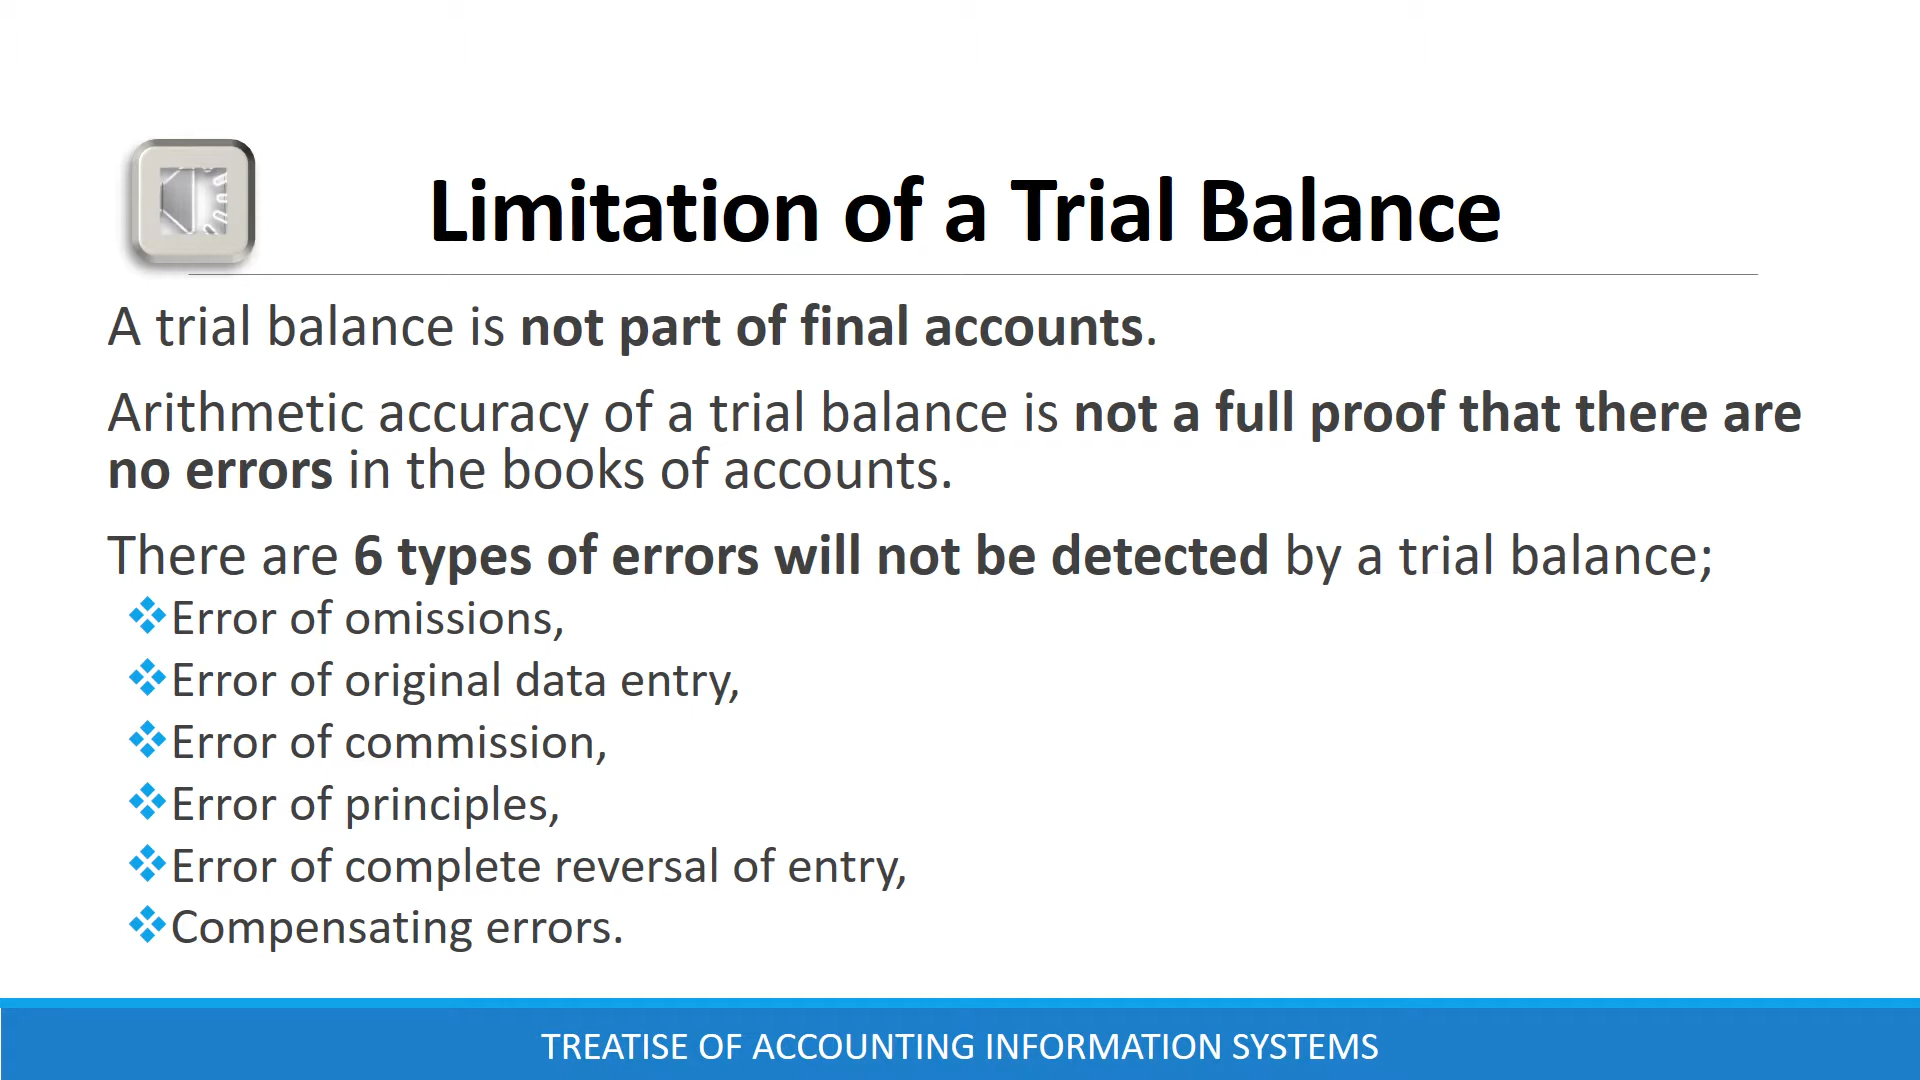 Limitation of a Trial Balance
A trial balance is not part of final accounts.
Arithmetic accuracy of a trial balance is not a full proof that there are
no errors in the books of accounts.
There are 6 types of errors will not be detected by a trial balance;
❖Error of omissions,
❖Error of original data entry,
❖Error of commission,
❖Error of principles,
❖Error of complete reversal of entry,
❖Compensating errors.
TREATISE OF ACCOUNTING INFORMATION SYSTEMS